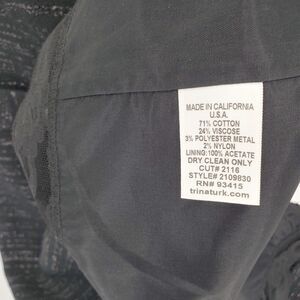 MADE IN CALIFORNIA
U.S.A.
71% COTTON
24% VISCOSE
3% POLYESTER METAL
2% NYLON
LINING: 100% ACETATE
DRY CLEAN ONLY
CUT# 2116
STYLE# 2109830
RN# 93415
trinaturk.com